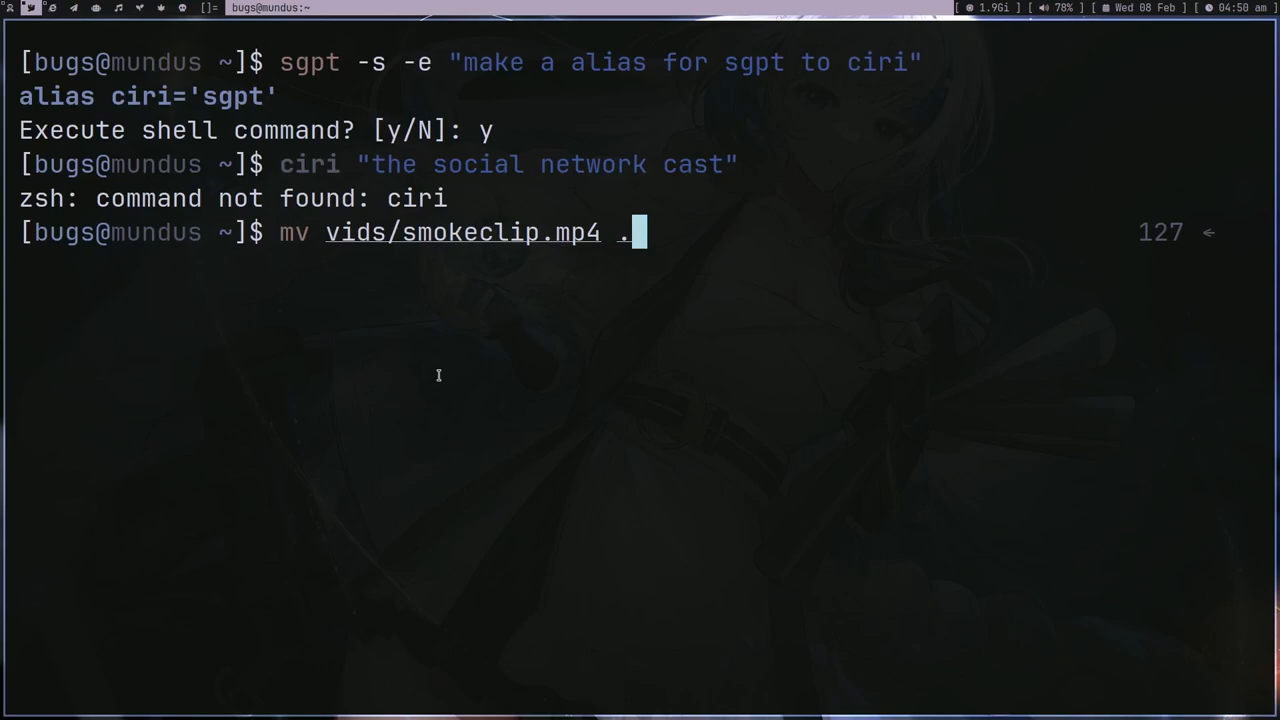 []= bugs@mundus:~ [ 1.9Gi ] [ 78% ] [ Wed 08 Feb ] [ 04:50 am ]
[bugs@mundus ~]$ sgpt -s -e "make a alias for sgpt to ciri"
alias ciri='sgpt'
Execute shell command? [y/N]: y
[bugs@mundus ~]$ ciri "the social network cast"
zsh: command not found: ciri
[bugs@mundus ~]$ mv vids/smokeclip.mp4 . 127 ←